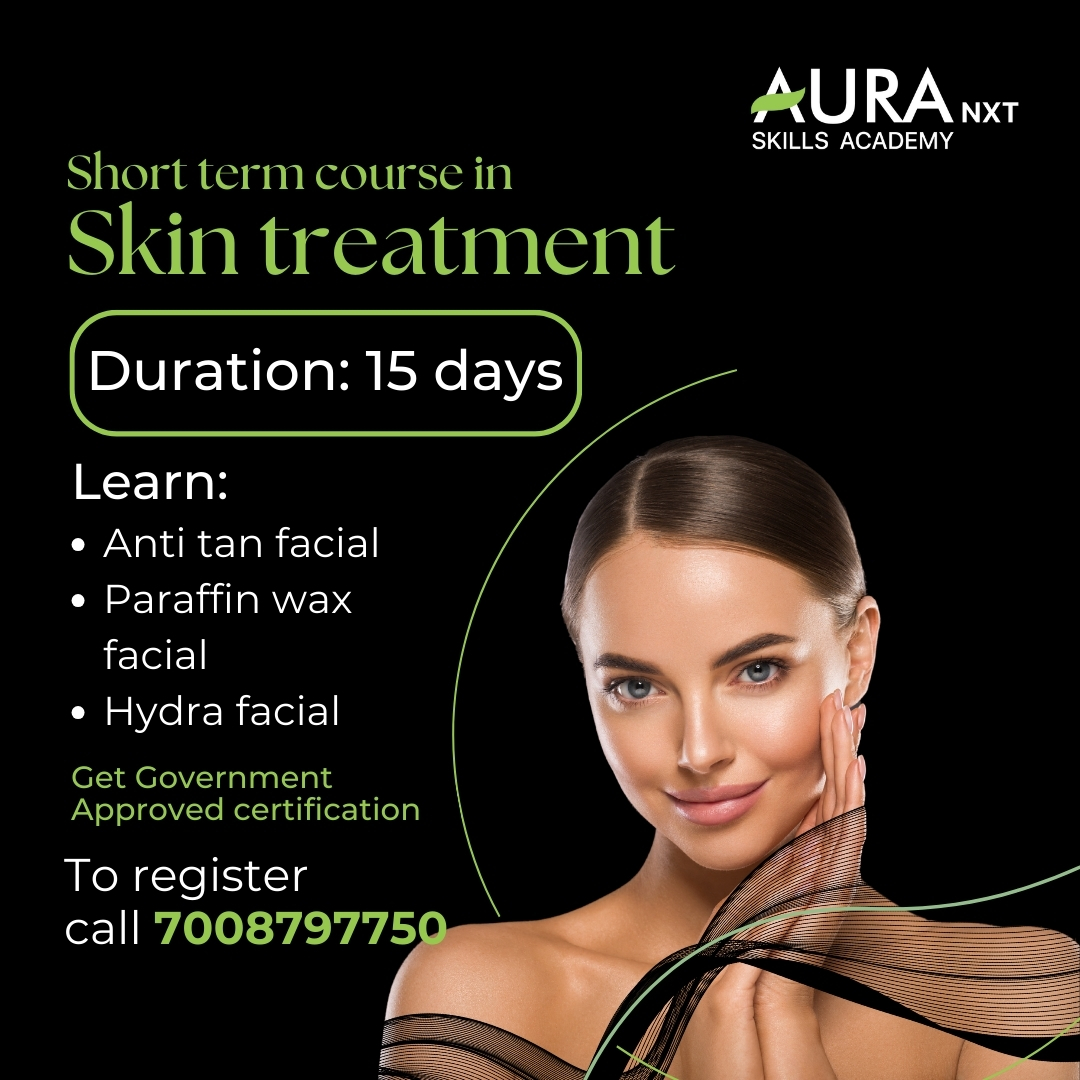 AURA NXT
SKILLS ACADEMY
Short term course in
Skin treatment
Duration: 15 days
Learn:
• Anti tan facial
• Paraffin wax
facial
• Hydra facial
Get Government
Approved certification
To register
call 7008797750